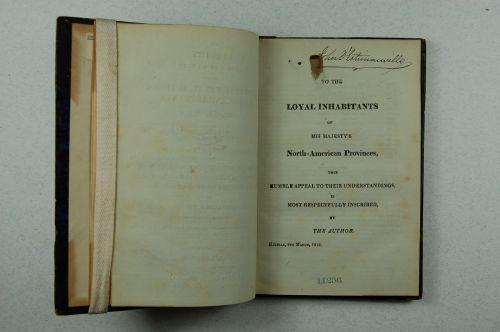 TO THE
LOYAL INHABITANTS
OF
HIS MAJESTY'S
North-American Provinces,
THIS
HUMBLE APPEAL TO THEIR UNDERSTANDINGS,
IS
MOST RESPECTFULLY INSCRIBED,
BY
THE AUTHOR.
11256